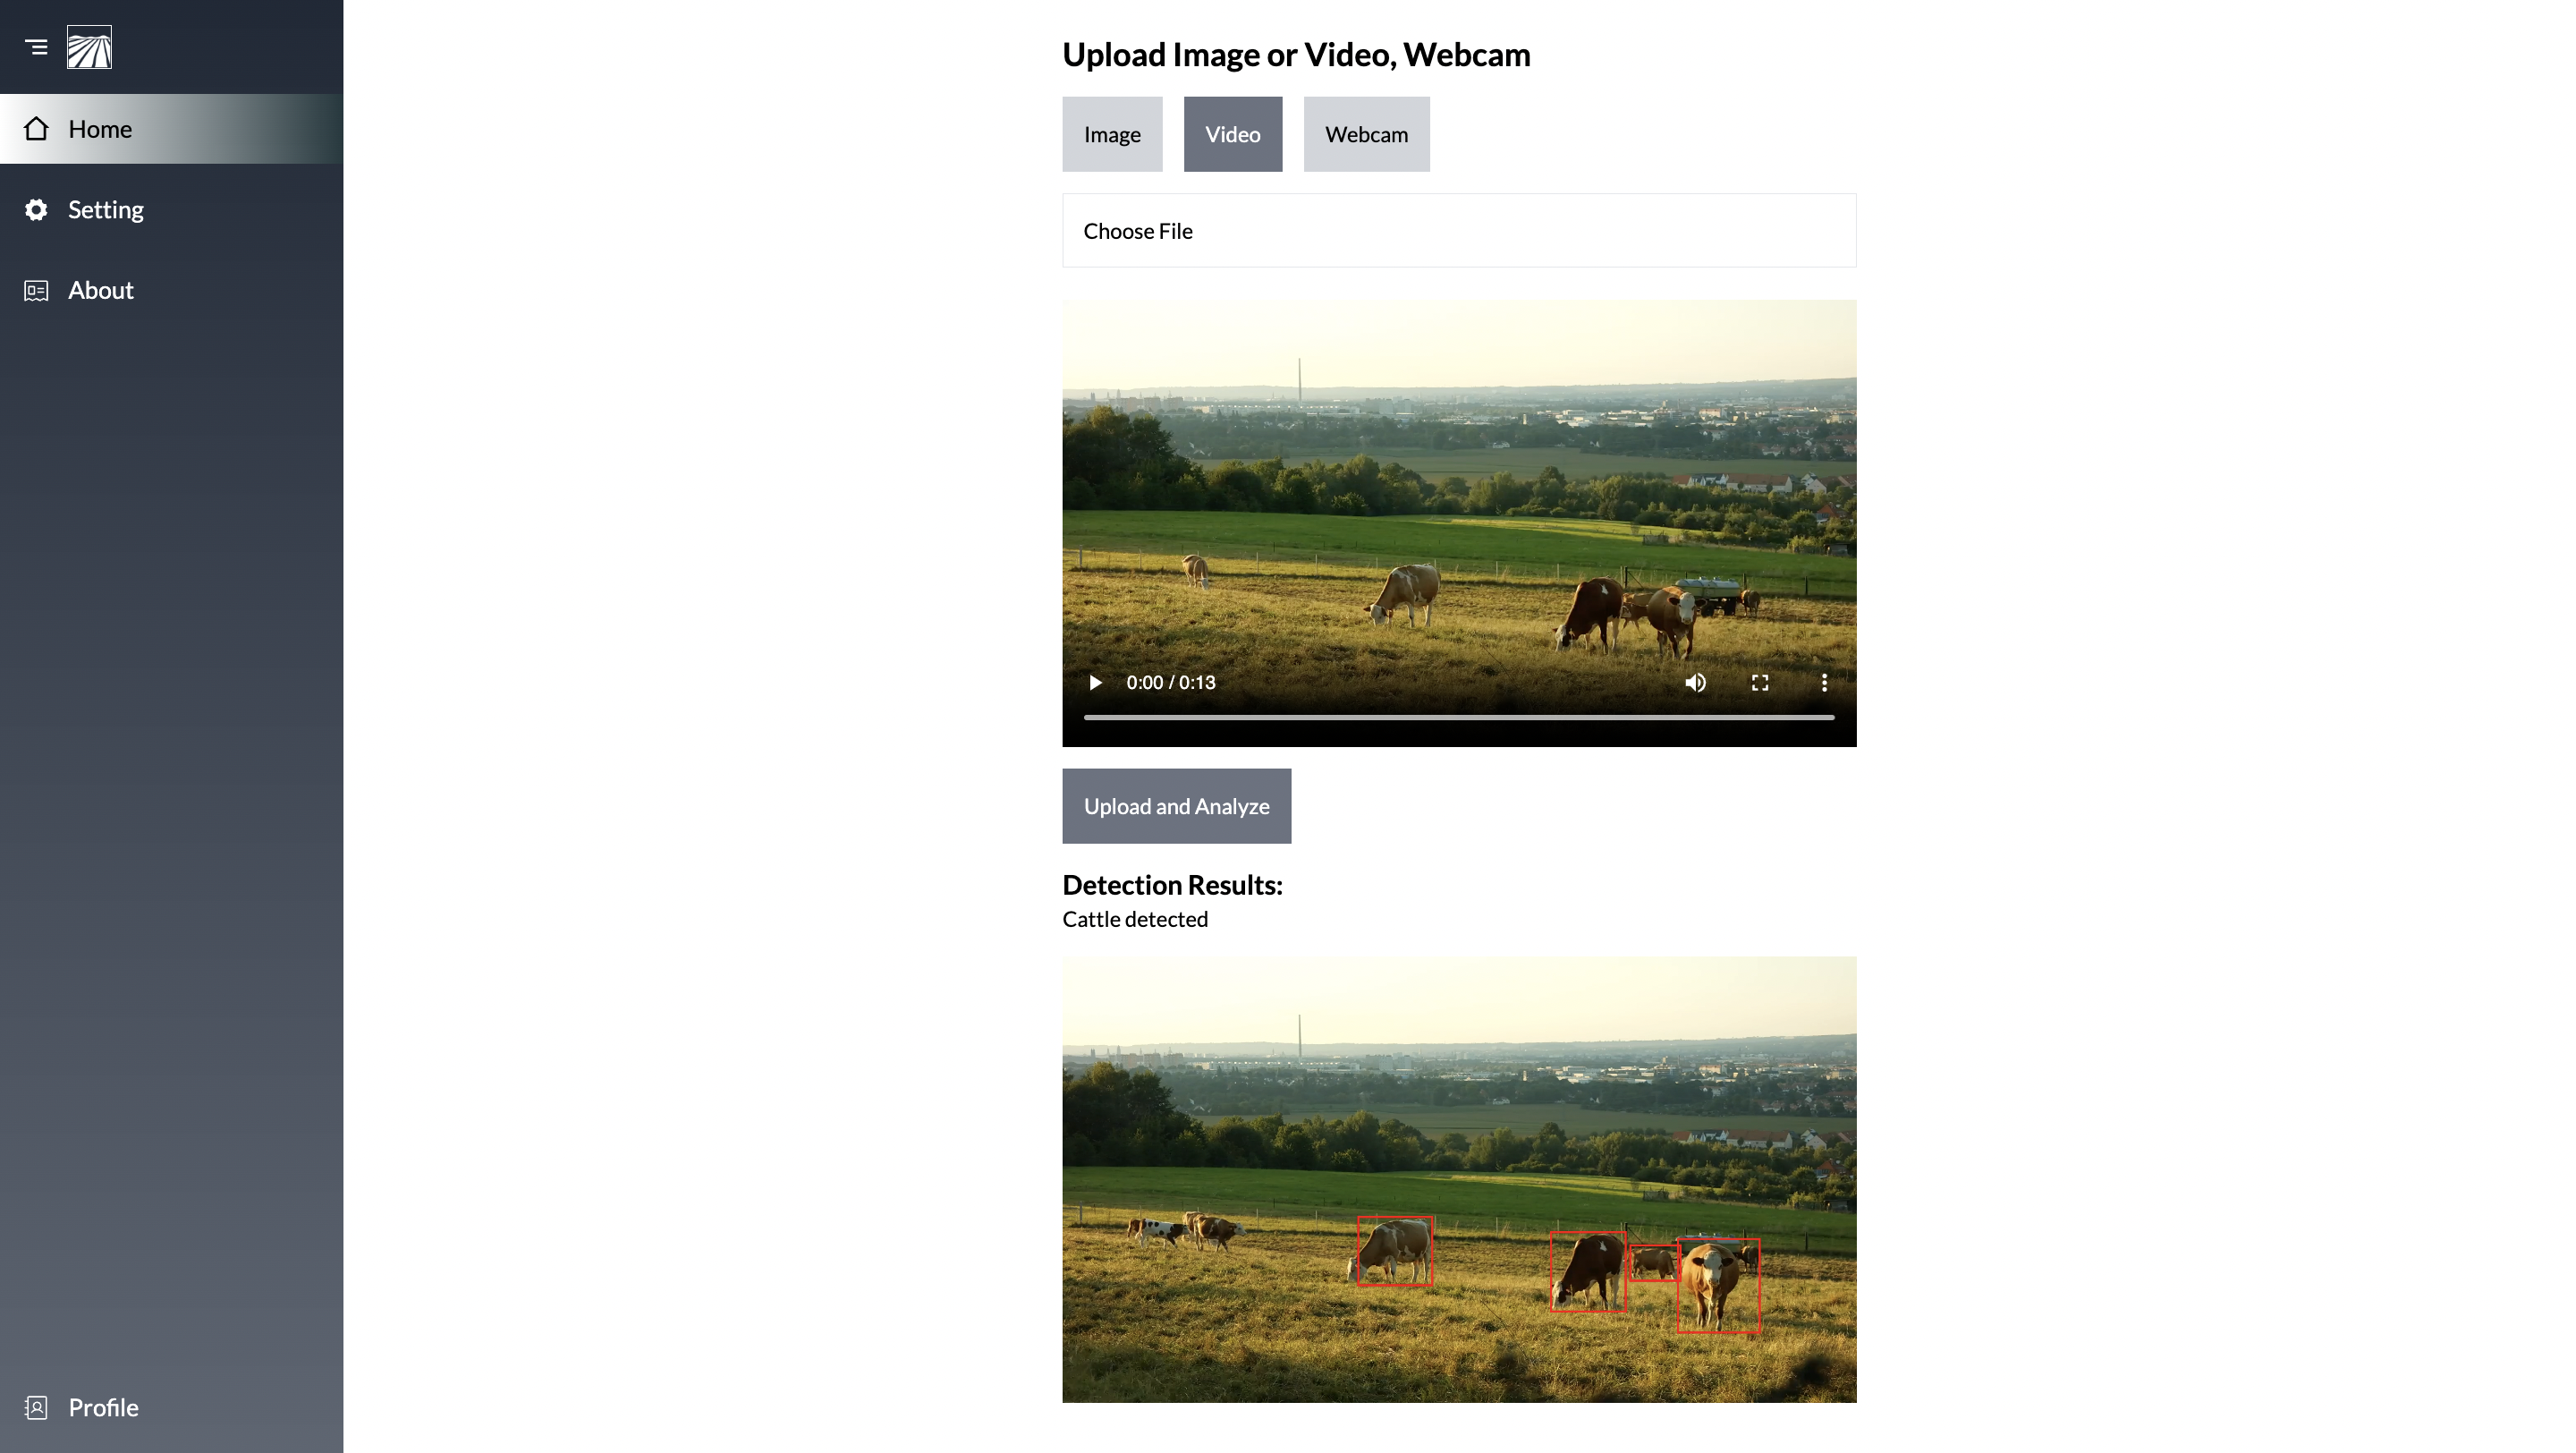 Home
Setting
About
Profile
Upload Image or Video, Webcam
Image
Video
Webcam
Choose File
0:00 / 0:13
Upload and Analyze
Detection Results:
Cattle detected